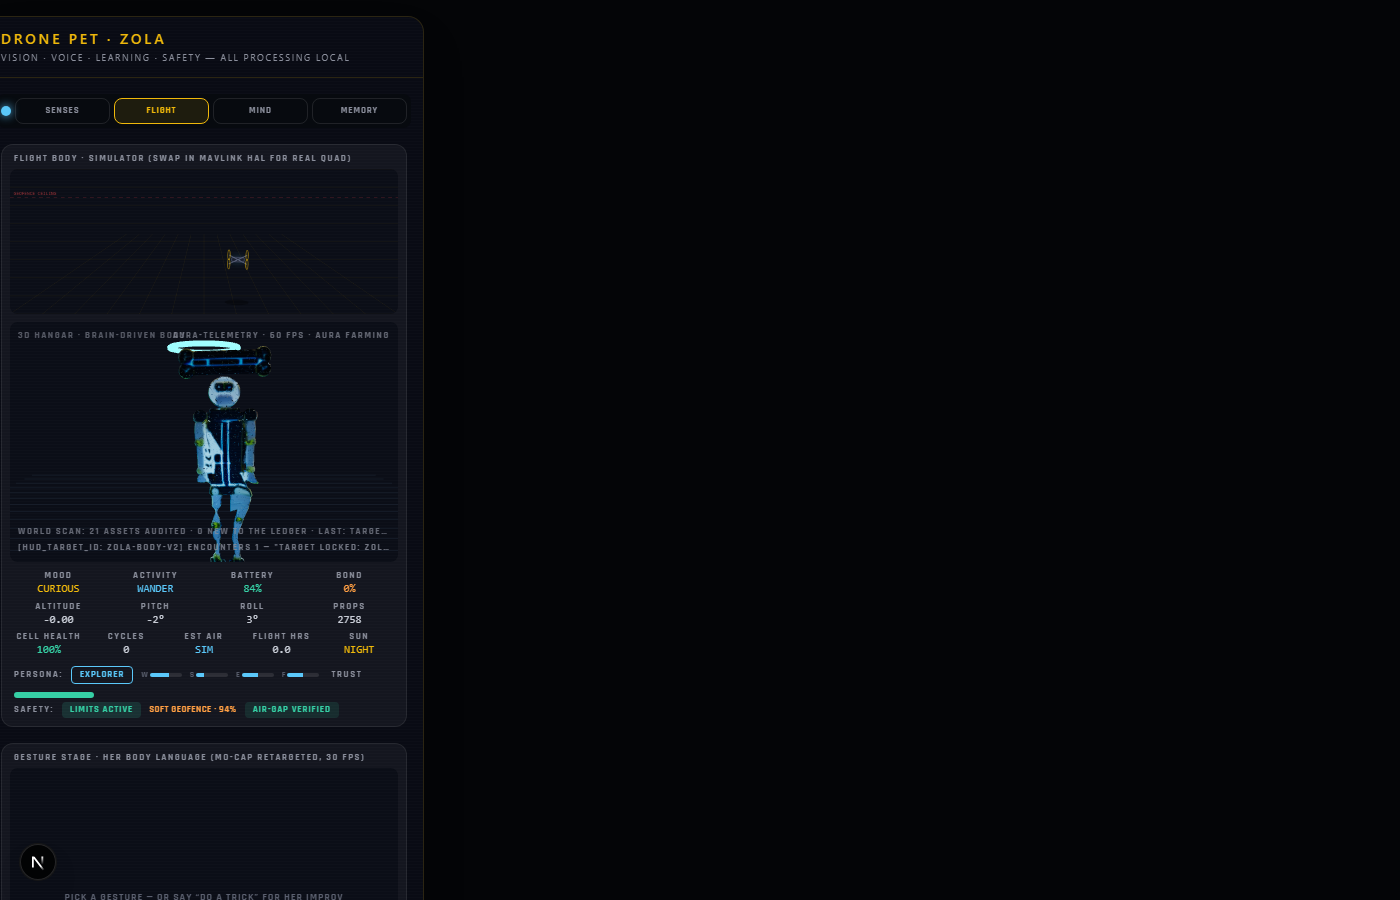 DRONE PET · ZOLA
VISION · VOICE · LEARNING · SAFETY — ALL PROCESSING LOCAL
SENSES FLIGHT MIND MEMORY
FLIGHT BODY · SIMULATOR (SWAP IN MAVLINK HAL FOR REAL QUAD)
GEOFENCE CEILING
3D HANGAR · BRAIN-DRIVEN BODY AURA-TELEMETRY · 60 FPS · AURA FARMING
WORLD SCAN: 21 ASSETS AUDITED · 0 NEW TO THE LEDGER · LAST: TARGE…
[HUD_TARGET_ID: ZOLA-BODY-V2] ENCOUNTERS 1 — "TARGET LOCKED: ZOL…
MOOD ACTIVITY BATTERY BOND
CURIOUS WANDER 84% 0%
ALTITUDE PITCH ROLL PROPS
-0.00 -2° 3° 2758
CELL HEALTH CYCLES EST AIR FLIGHT HRS SUN
100% 0 SIM 0.0 NIGHT
PERSONA: EXPLORER W S E F TRUST
SAFETY: LIMITS ACTIVE SOFT GEOFENCE · 94% AIR-GAP VERIFIED
GESTURE STAGE · HER BODY LANGUAGE (MO-CAP RETARGETED, 30 FPS)
N
PICK A GESTURE — OR SAY "DO A TRICK" FOR HER IMPROV